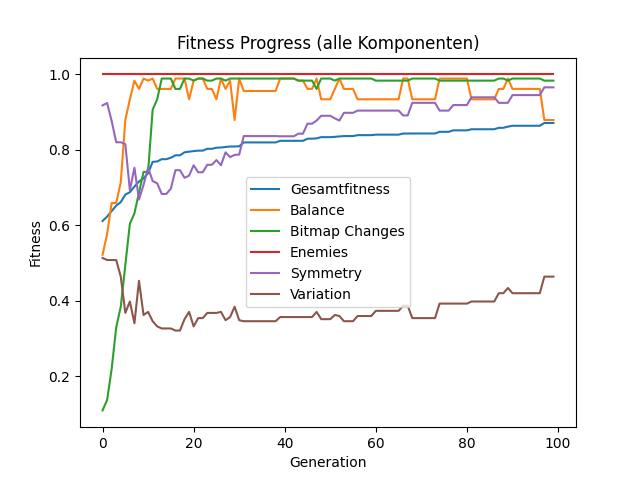 Fitness Progress (alle Komponenten)
1.0
0.8
0.6
0.4
0.2
Fitness
Gesamtfitness
Balance
Bitmap Changes
Enemies
Symmetry
Variation
0 20 40 60 80 100
Generation